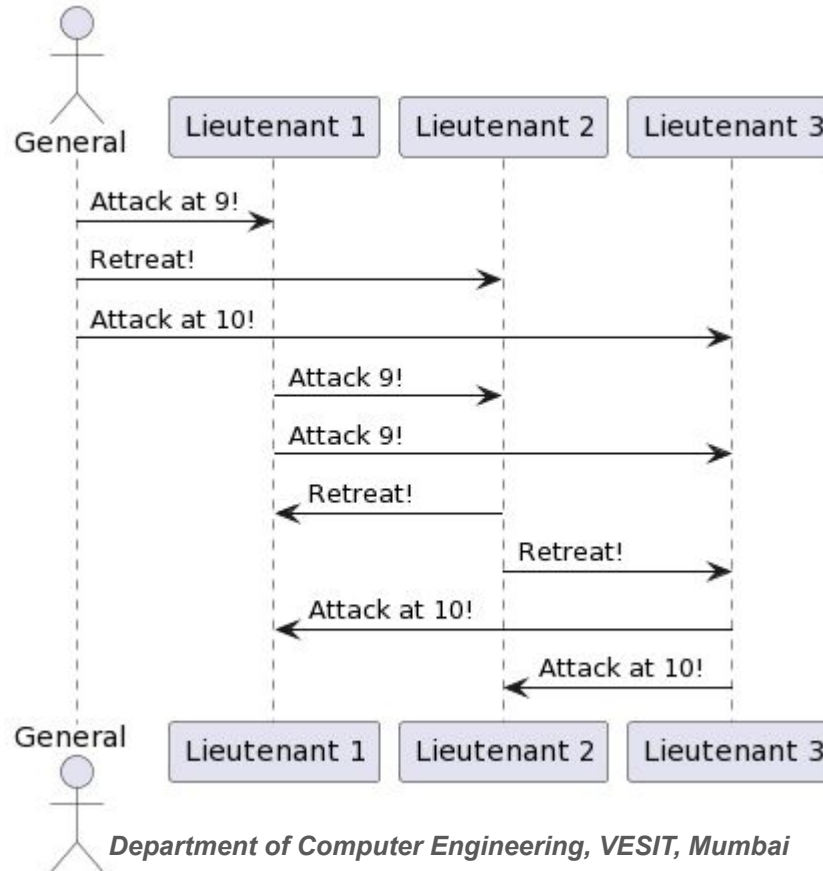 General
Lieutenant 1
Lieutenant 2
Lieutenant 3
Attack at 9!
Retreat!
Attack at 10!
Attack 9!
Attack 9!
Retreat!
Retreat!
Attack at 10!
Attack at 10!
General
Lieutenant 1
Lieutenant 2
Lieutenant 3
Department of Computer Engineering, VESIT, Mumbai